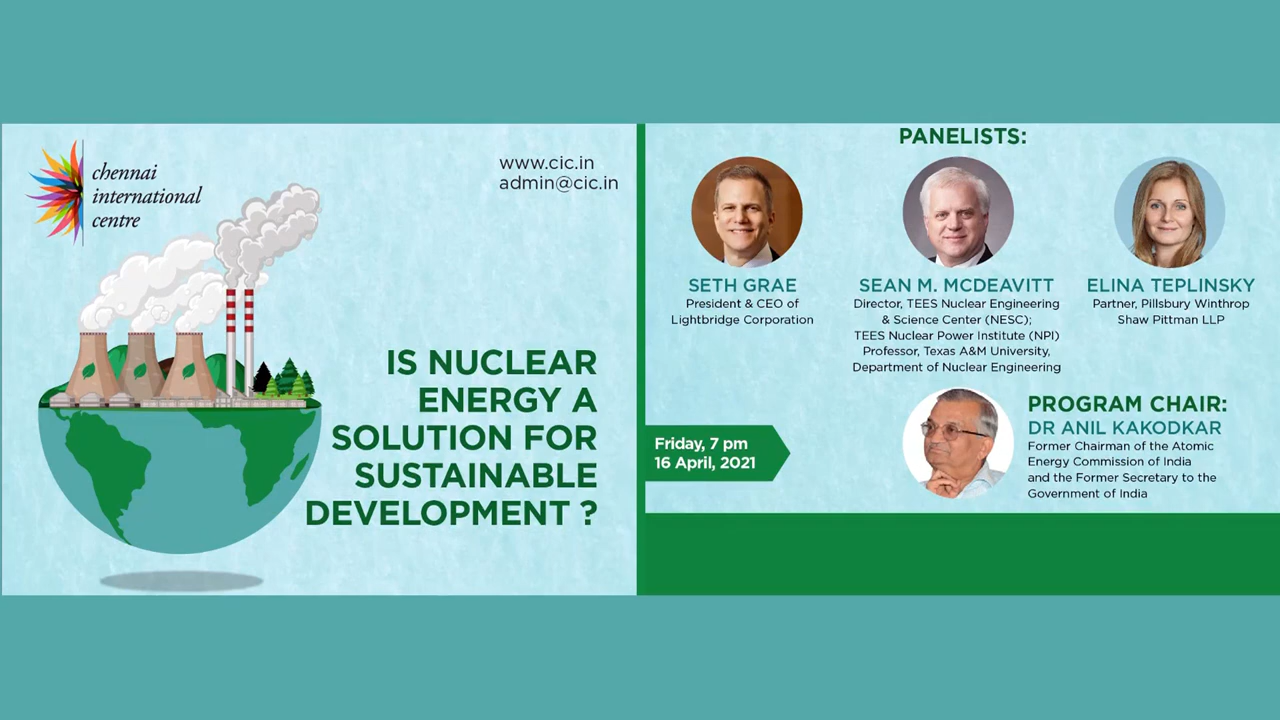 chennai
international
centre
www.cic.in
admin@cic.in
IS NUCLEAR
ENERGY A
SOLUTION FOR
SUSTAINABLE
DEVELOPMENT ?
PANELISTS:
SETH GRAE
President & CEO of
Lightbridge Corporation
SEAN M. MCDEAVITT
Director, TEES Nuclear Engineering
& Science Center (NESC);
TEES Nuclear Power Institute (NPI)
Professor, Texas A&M University,
Department of Nuclear Engineering
ELINA TEPLINSKY
Partner, Pillsbury Winthrop
Shaw Pittman LLP
Friday, 7 pm
16 April, 2021
PROGRAM CHAIR:
DR ANIL KAKODKAR
Former Chairman of the Atomic
Energy Commission of India
and the Former Secretary to the
Government of India